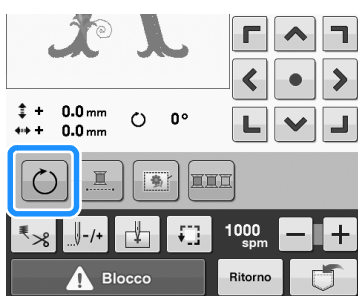 + 0.0 mm 0°
+ 0.0 mm
-/+
1000
spm
- +
Blocco
Ritorno